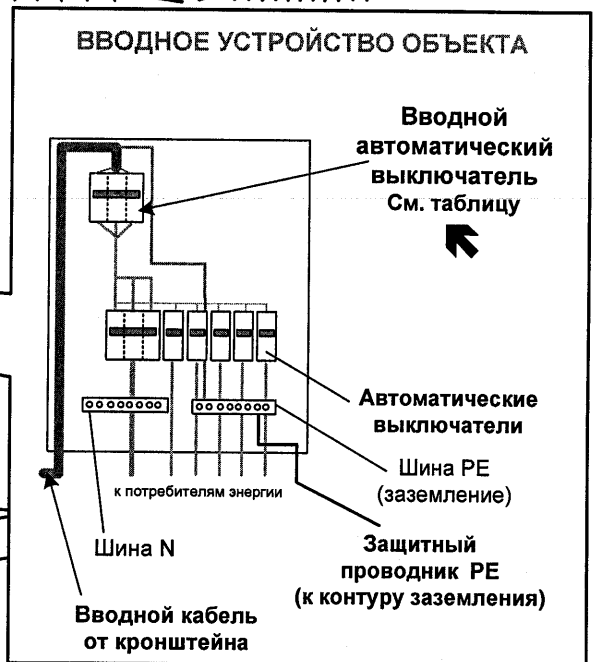 ВВОДНОЕ УСТРОЙСТВО ОБЪЕКТА
Вводной
автоматический
выключатель
См. таблицу
Автоматические
выключатели
Шина PE
(заземление)
к потребителям энергии
Шина N
Защитный
проводник PE
(к контуру заземления)
Вводной кабель
от кронштейна